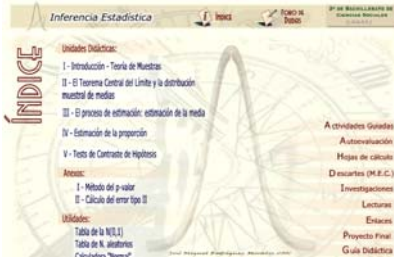 Inferencia Estadística
Índice
Foro de
Dudas
2º de Bachillerato de
Ciencias Sociales
ÍNDICE
Unidades Didácticas:
I - Introducción - Teoría de Muestras
II - El Teorema Central del Límite y la distribución
muestral de medias
III - El proceso de estimación: estimación de la media
IV - Estimación de la proporción
V - Tests de Contraste de Hipótesis
Anexos:
I - Método del p-valor
II - Cálculo del error tipo II
Utilidades:
Tabla de la N(0,1)
Tabla de N. aleatorios
Calculadora "Normal"
Actividades Guiadas
Autoevaluación
Hojas de cálculo
Descartes (M.E.C.)
Investigaciones
Lecturas
Enlaces
Proyecto Final
Guía Didáctica
José Miguel